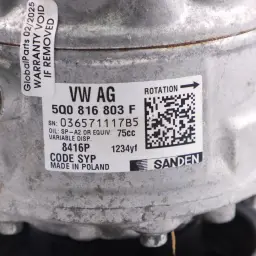 GlobalParts 02/2025
WARRANTY VOID
IF REMOVED
VW AG
5Q0 816 803 F
SN: 036571117B5
OIL: SP-A2 OR EQUIV. 75cc
VARIABLE DISP.
8416P 1234yf
CODE SYP
MADE IN POLAND
ROTATION
SANDEN